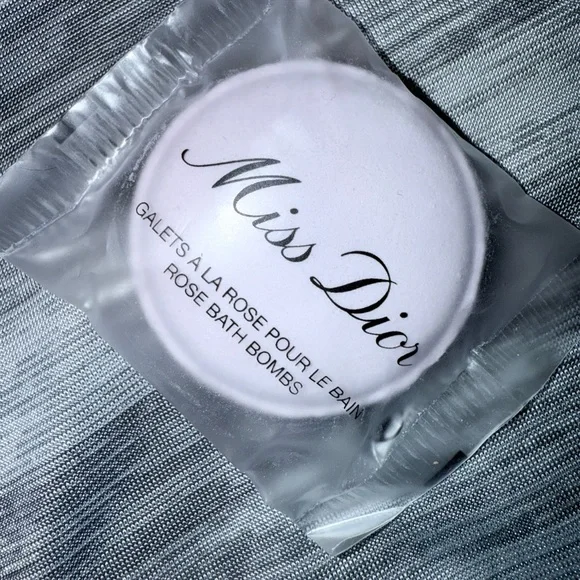 Miss Dior
GALETS A LA ROSE POUR LE BAIN
ROSE BATH BOMBS